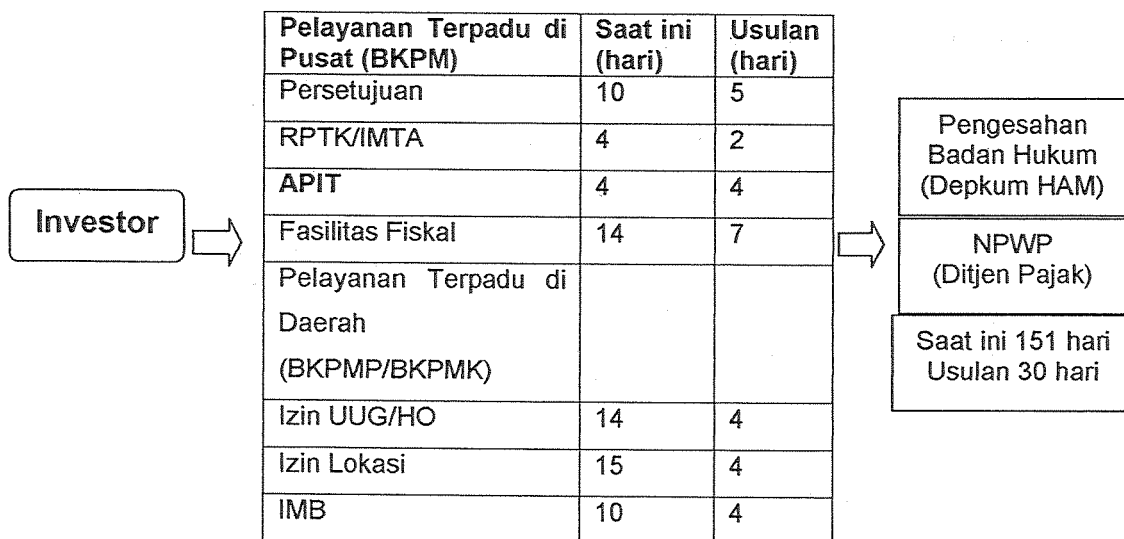 Investor
Pelayanan Terpadu di Saat ini Usulan
Pusat (BKPM) (hari) (hari)
Persetujuan 10 5
RPTK/IMTA 4 2
APIT 4 4
Fasilitas Fiskal 14 7
Pelayanan Terpadu di
Daerah
(BKPMP/BKPMK)
Izin UUG/HO 14 4
Izin Lokasi 15 4
IMB 10 4
Pengesahan
Badan Hukum
(Depkum HAM)
NPWP
(Ditjen Pajak)
Saat ini 151 hari
Usulan 30 hari